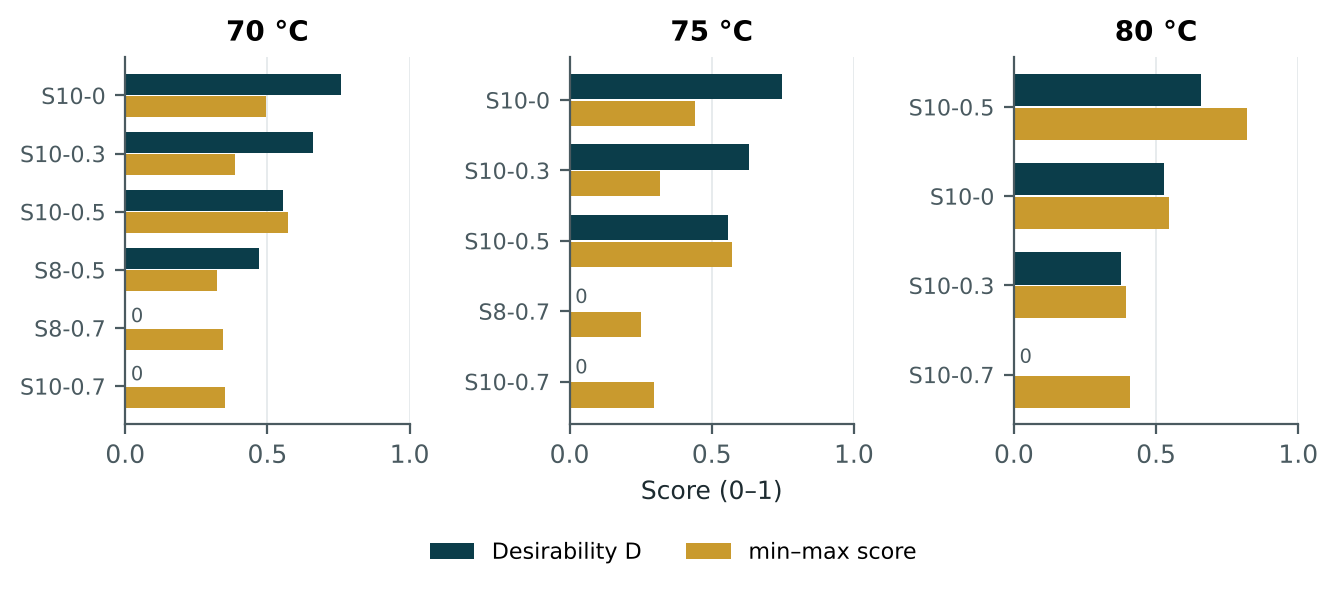 70 °C
S10-0
S10-0.3
S10-0.5
S8-0.5
S8-0.7
0
S10-0.7
0
0.0 0.5 1.0
75 °C
S10-0
S10-0.3
S10-0.5
S8-0.7
0
S10-0.7
0
0.0 0.5 1.0
Score (0–1)
80 °C
S10-0.5
S10-0
S10-0.3
S10-0.7
0
0.0 0.5 1.0
Desirability D
min–max score